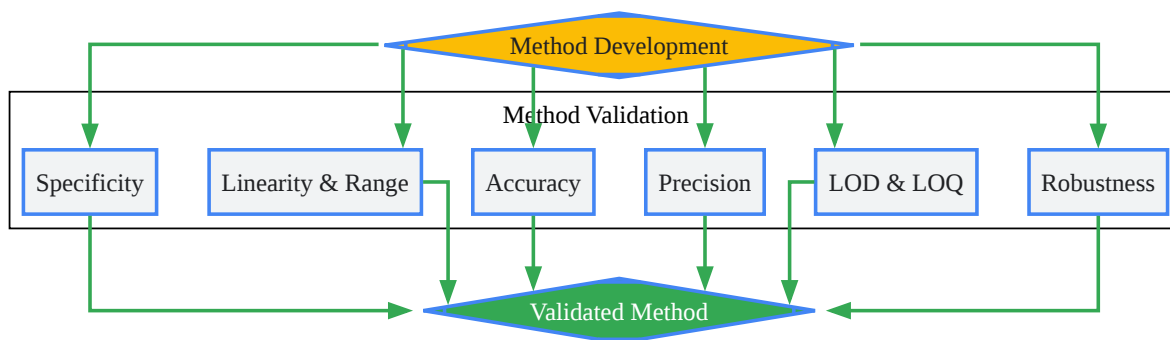 Method Development
Method Validation
Specificity
Linearity & Range
Accuracy
Precision
LOD & LOQ
Robustness
Validated Method